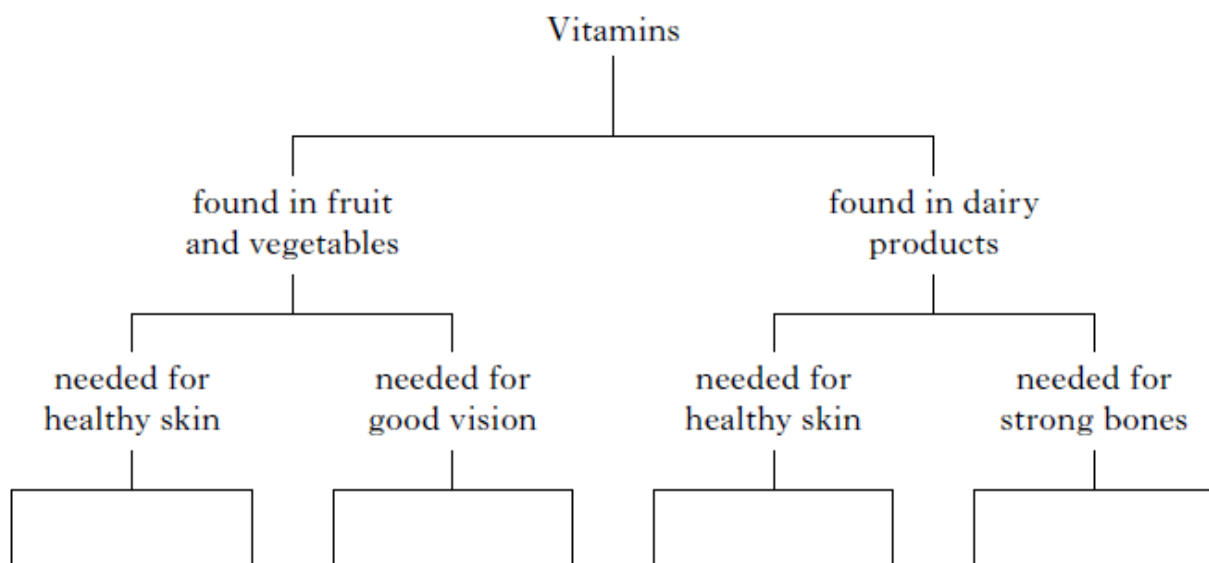 Vitamins
found in fruit
and vegetables
found in dairy
products
needed for
healthy skin
needed for
good vision
needed for
healthy skin
needed for
strong bones